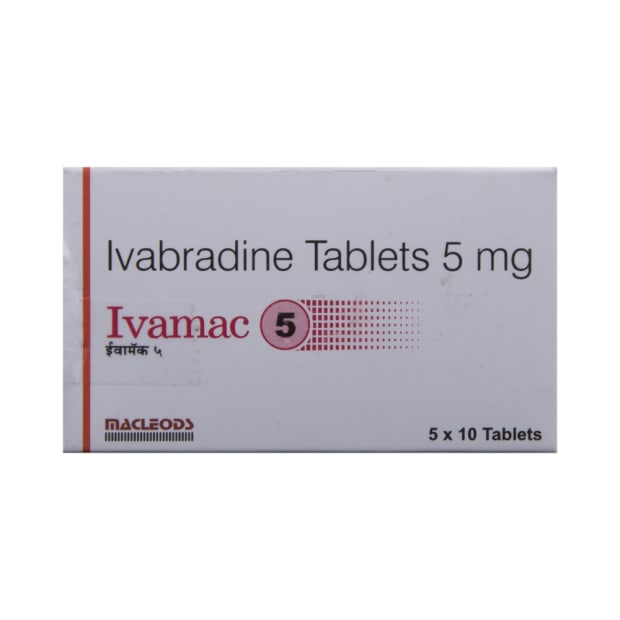 Ivabradine Tablets 5 mg
Ivamac 5
ईवामॅक ५
MACLEODS
5 x 10 Tablets